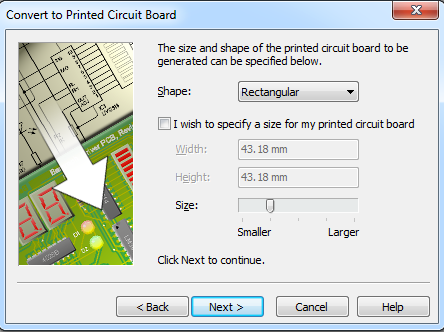 Convert to Printed Circuit Board
The size and shape of the printed circuit board to be
generated can be specified below.
Shape: Rectangular
I wish to specify a size for my printed circuit board
Width: 43.18 mm
Height: 43.18 mm
Size:
Smaller Larger
Click Next to continue.
< Back Next > Cancel Help